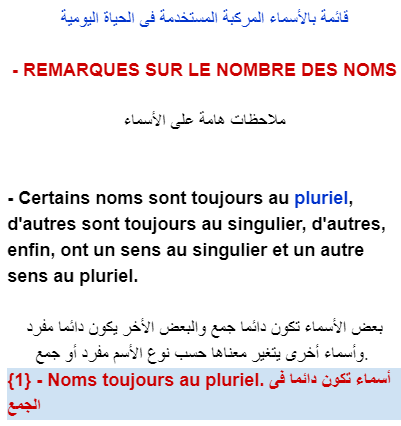 قائمة بالأسماء المركبة المستخدمة فى الحياة اليومية
- REMARQUES SUR LE NOMBRE DES NOMS
ملاحظات هامة على الأسماء
- Certains noms sont toujours au pluriel,
d'autres sont toujours au singulier, d'autres,
enfin, ont un sens au singulier et un autre
sens au pluriel.
بعض الأسماء تكون دائما جمع والبعض الأخر يكون دائما مفرد
وأسماء أخرى يتغير معناها حسب نوع الأسم مفرد أو جمع.
{1} - Noms toujours au pluriel. أسماء تكون دائما فى
الجمع